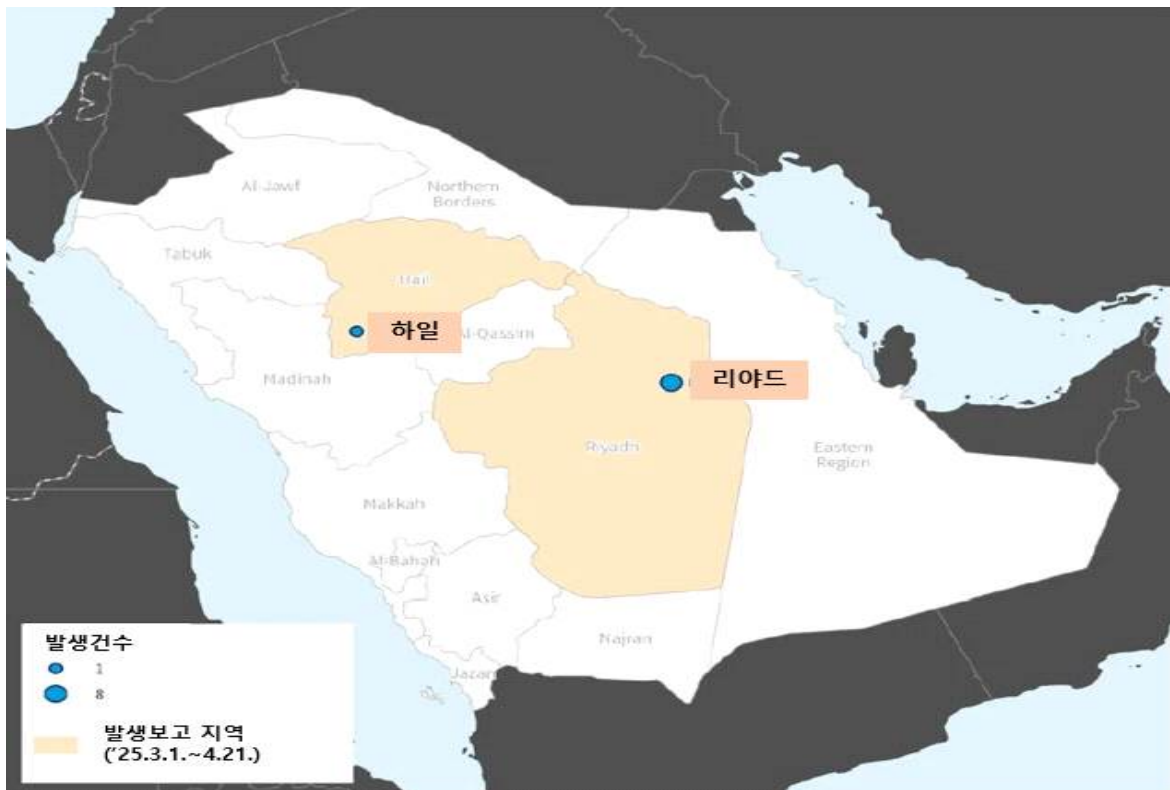 Al-Jawf
Northern
Borders
Tabuk
Hail
하일
Al-Qassim
Madinah
리야드
Riyadh
Eastern
Region
Makkah
Al-Bahah
Asir
Najran
Jazan
발생건수
1
8
발생보고 지역
('25.3.1.~4.21.)